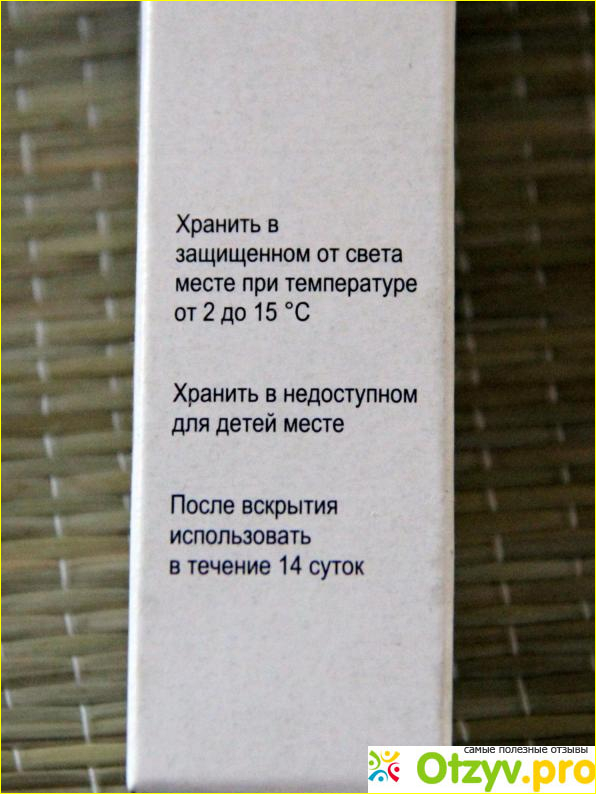 Хранить в
защищенном от света
месте при температуре
от 2 до 15 °С
Хранить в недоступном
для детей месте
После вскрытия
использовать
в течение 14 суток
самые полезные отзывы
Otzyv.pro